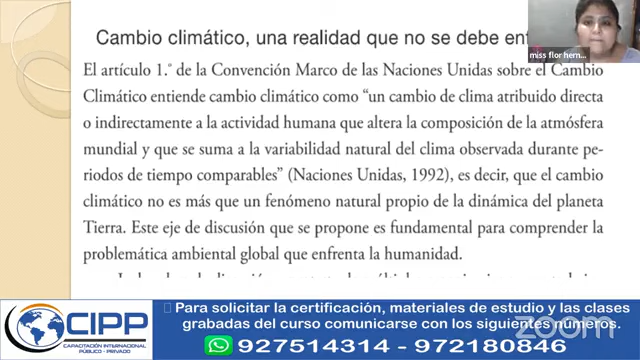 Cambio climático, una realidad que no se debe
miss flor hern...
El artículo 1.º de la Convención Marco de las Naciones Unidas sobre el Cambio
Climático entiende cambio climático como “un cambio de clima atribuido directa
o indirectamente a la actividad humana que altera la composición de la atmósfera
mundial y que se suma a la variabilidad natural del clima observada durante pe-
riodos de tiempo comparables” (Naciones Unidas, 1992), es decir, que el cambio
climático no es más que un fenómeno natural propio de la dinámica del planeta
Tierra. Este eje de discusión que se propone es fundamental para comprender la
problemática ambiental global que enfrenta la humanidad.
CIPP
CAPACITACIÓN INTERNACIONAL
PÚBLICO - PRIVADO
Para solicitar la certificación, materiales de estudio y las clases
grabadas del curso comunicarse con los siguientes números.
927514314 - 972180846
zoom